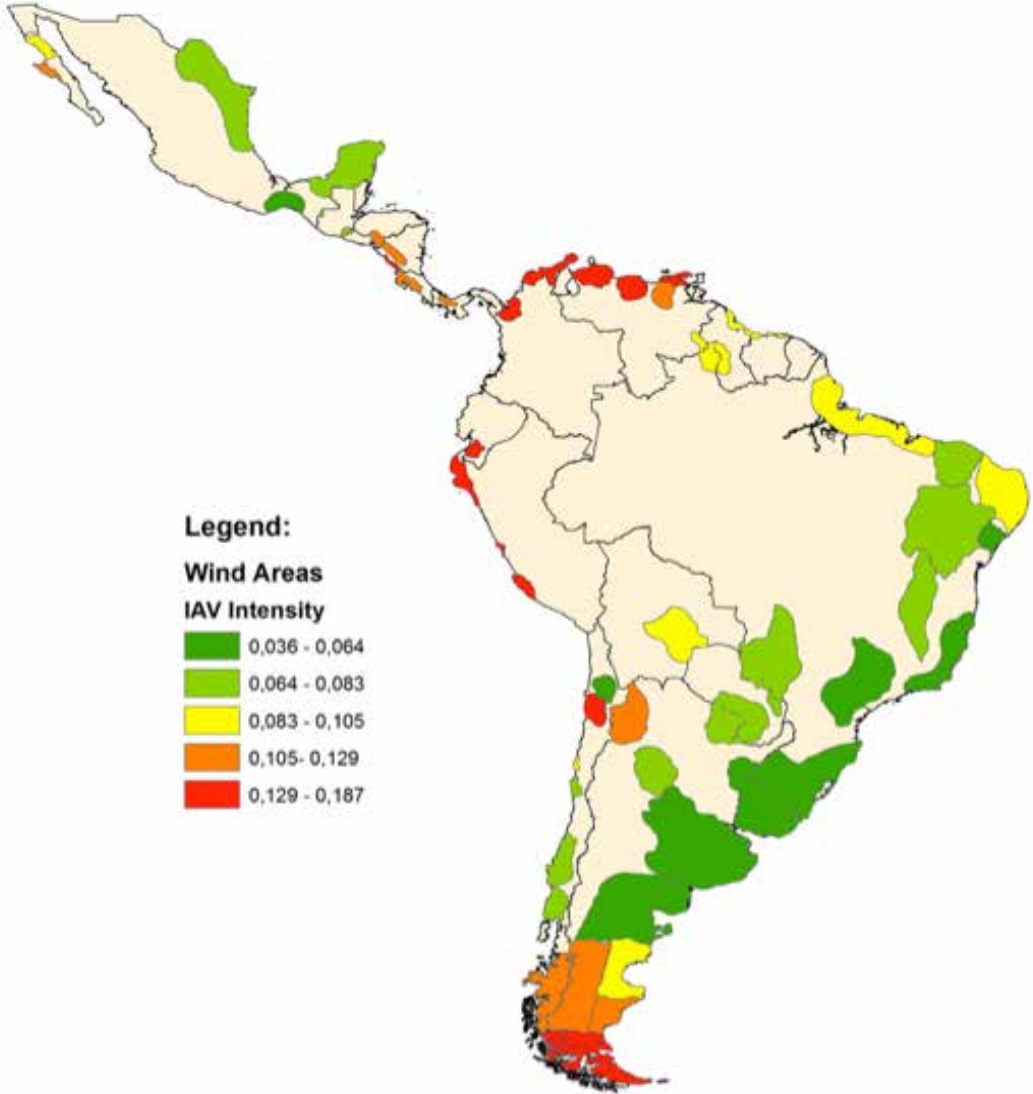 Legend:
Wind Areas
IAV Intensity
0,036 - 0,064
0,064 - 0,083
0,083 - 0,105
0,105- 0,129
0,129 - 0,187